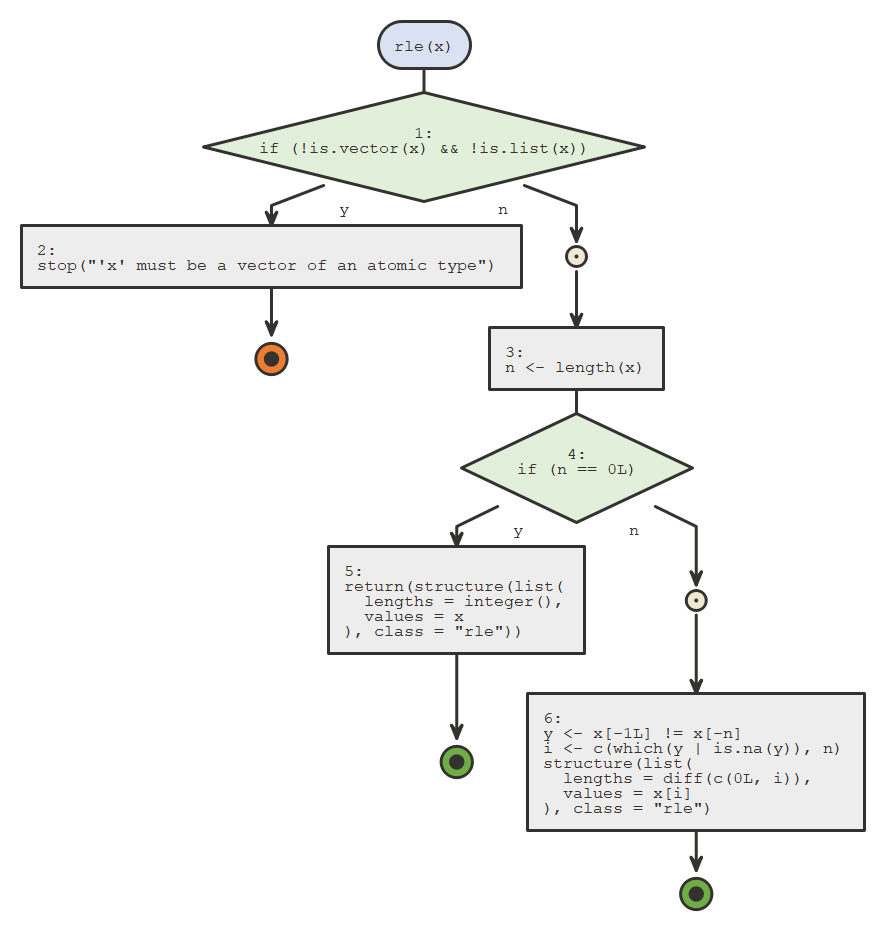 rle(x)
1:
if (!is.vector(x) && !is.list(x))
y
n
2:
stop("'x' must be a vector of an atomic type")
3:
n <- length(x)
4:
if (n == 0L)
y
n
5:
return(structure(list(
  lengths = integer(),
  values = x
), class = "rle"))
6:
y <- x[-1L] != x[-n]
i <- c(which(y | is.na(y)), n)
structure(list(
  lengths = diff(c(0L, i)),
  values = x[i]
), class = "rle")